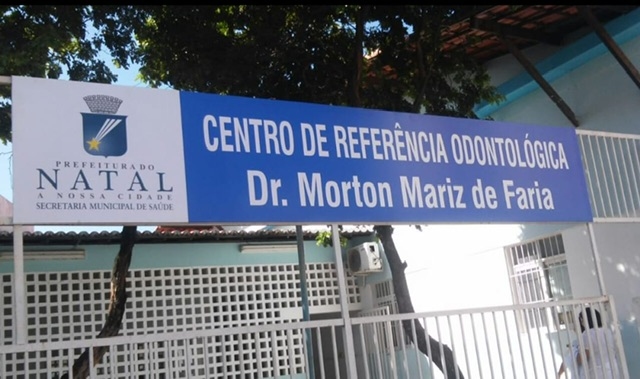 PREFEITURA DO
NATAL
A NOSSA CIDADE
SECRETARIA MUNICIPAL DE SAÚDE
CENTRO DE REFERÊNCIA ODONTOLÓGICA
Dr. Morton Mariz de Faria